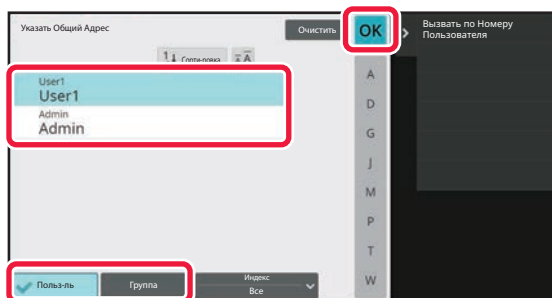 Указать Общий Адрес
Очистить
OK
Вызвать по Номеру
Пользователя
Сорти-ровка
A A
User1
User1
Admin
Admin
A
D
G
J
M
P
T
W
Польз-ль
Группа
Индекс
Все